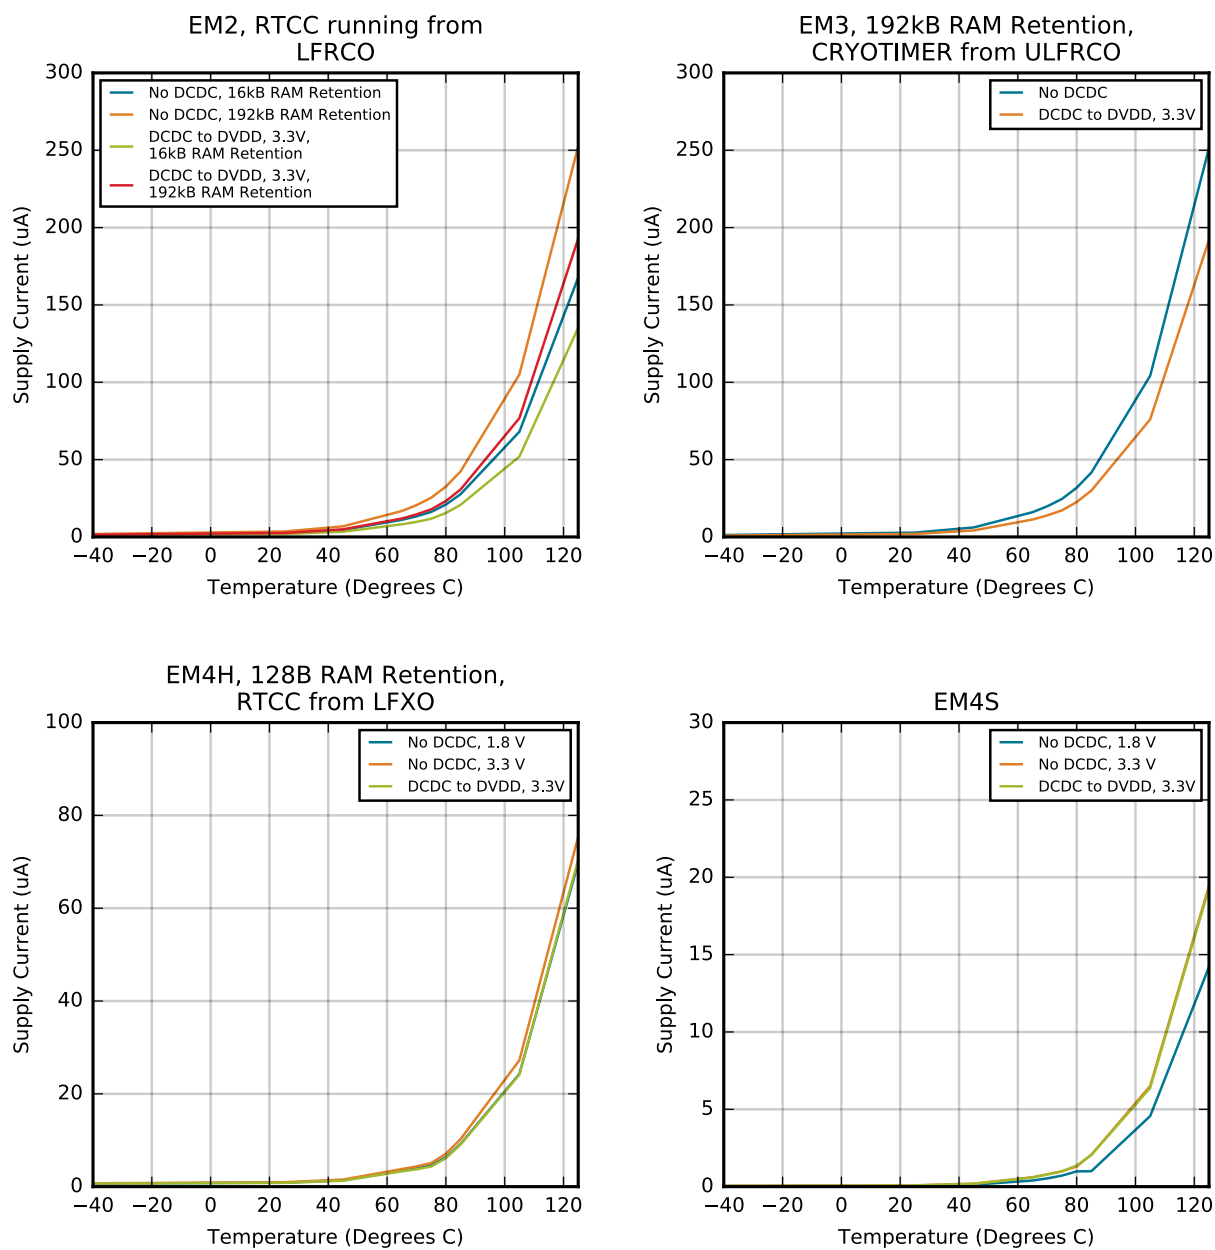 EM2, RTCC running from
LFRCO
300
250
200
150
100
50
0
Supply Current (uA)
No DCDC, 16kB RAM Retention
No DCDC, 192kB RAM Retention
DCDC to DVDD, 3.3V,
16kB RAM Retention
DCDC to DVDD, 3.3V,
192kB RAM Retention
−40 −20 0 20 40 60 80 100 120
Temperature (Degrees C)
EM3, 192kB RAM Retention,
CRYOTIMER from ULFRCO
300
250
200
150
100
50
0
Supply Current (uA)
No DCDC
DCDC to DVDD, 3.3V
−40 −20 0 20 40 60 80 100 120
Temperature (Degrees C)
EM4H, 128B RAM Retention,
RTCC from LFXO
100
80
60
40
20
0
Supply Current (uA)
No DCDC, 1.8 V
No DCDC, 3.3 V
DCDC to DVDD, 3.3V
−40 −20 0 20 40 60 80 100 120
Temperature (Degrees C)
EM4S
30
25
20
15
10
5
0
Supply Current (uA)
No DCDC, 1.8 V
No DCDC, 3.3 V
DCDC to DVDD, 3.3V
−40 −20 0 20 40 60 80 100 120
Temperature (Degrees C)